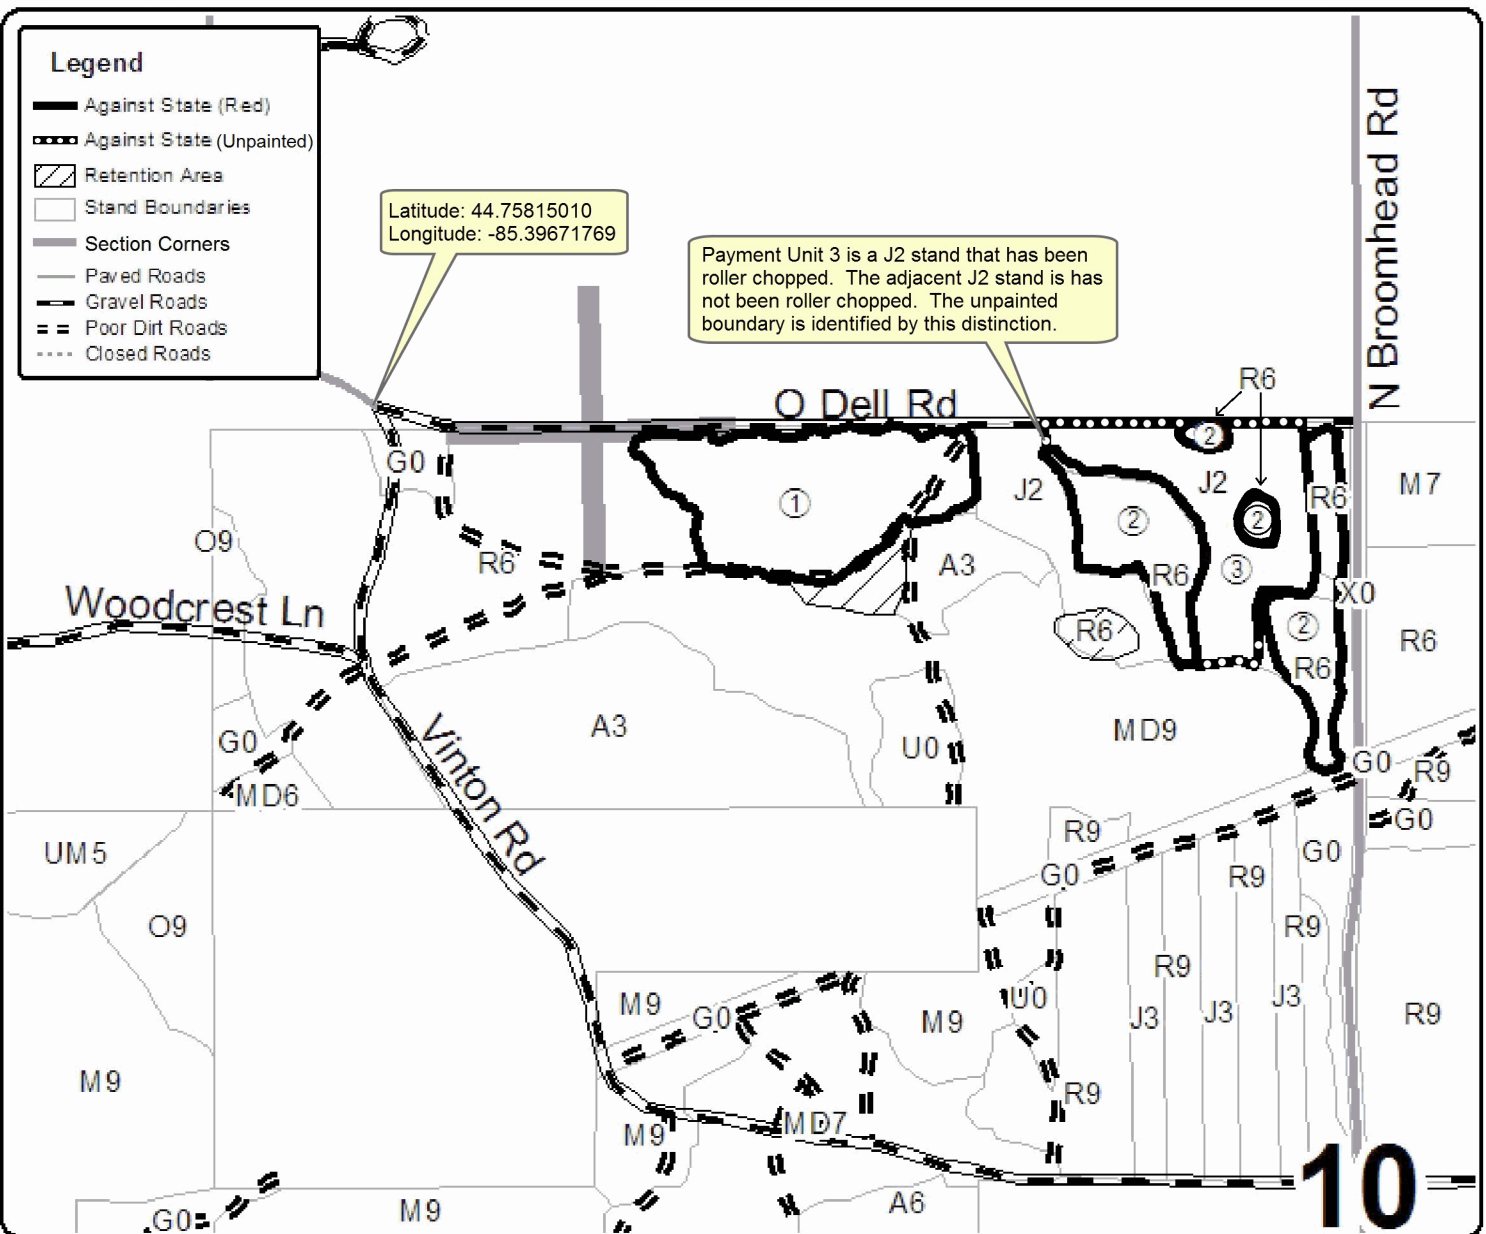 Legend
Against State (Red)
Against State (Unpainted)
Retention Area
Stand Boundaries
Section Corners
Paved Roads
Gravel Roads
Poor Dirt Roads
Closed Roads
Latitude: 44.75815010
Longitude: -85.39671769
Payment Unit 3 is a J2 stand that has been
roller chopped. The adjacent J2 stand is has
not been roller chopped. The unpainted
boundary is identified by this distinction.
N Broomhead Rd
O Dell Rd
R6
2
G0
J2
J2
R6
M7
1
2
2
O9
R6
A3
R6
3
X0
Woodcrest Ln
R6
2
R6
R6
A3
MD9
G0
U0
Vinton Rd
G0
R9
MD6
G0
R9
UM5
G0
G0
R9
O9
R9
R9
M9
G0
U0
M9
J3
J3
J3
R9
M9
R9
MD7
M9
10
G0
M9
A6